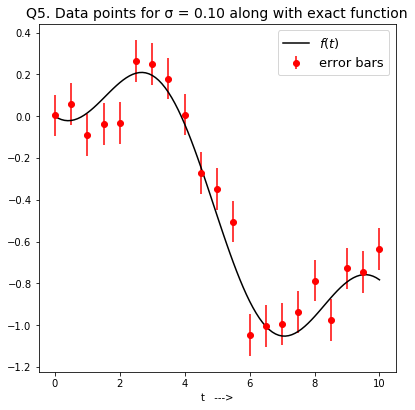 Q5. Data points for σ = 0.10 along with exact function
f(t)
error bars
0.4
0.2
0.0
−0.2
−0.4
−0.6
−0.8
−1.0
−1.2
0 2 4 6 8 10
t --->